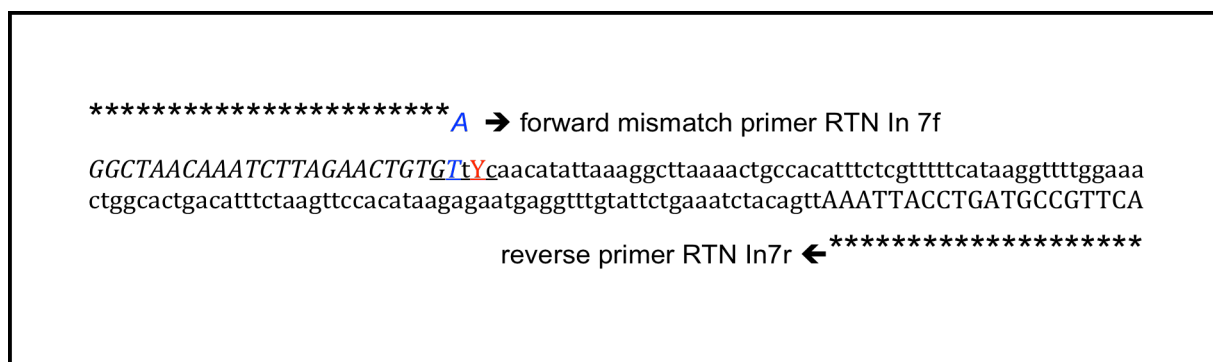 ***********************A ➔ forward mismatch primer RTN In 7f
GGCTAACAAATCTTAGAACTGTGTtYcaacatattaaaggcttaaaactgccacatttctcgtttttcataaggttttggaaa
ctggcactgacatttctaagttccacataagagaatgaggtttgtattctgaaatctacagttAAATTACCTGATGCCGTTCA
reverse primer RTN In7r 🡸********************